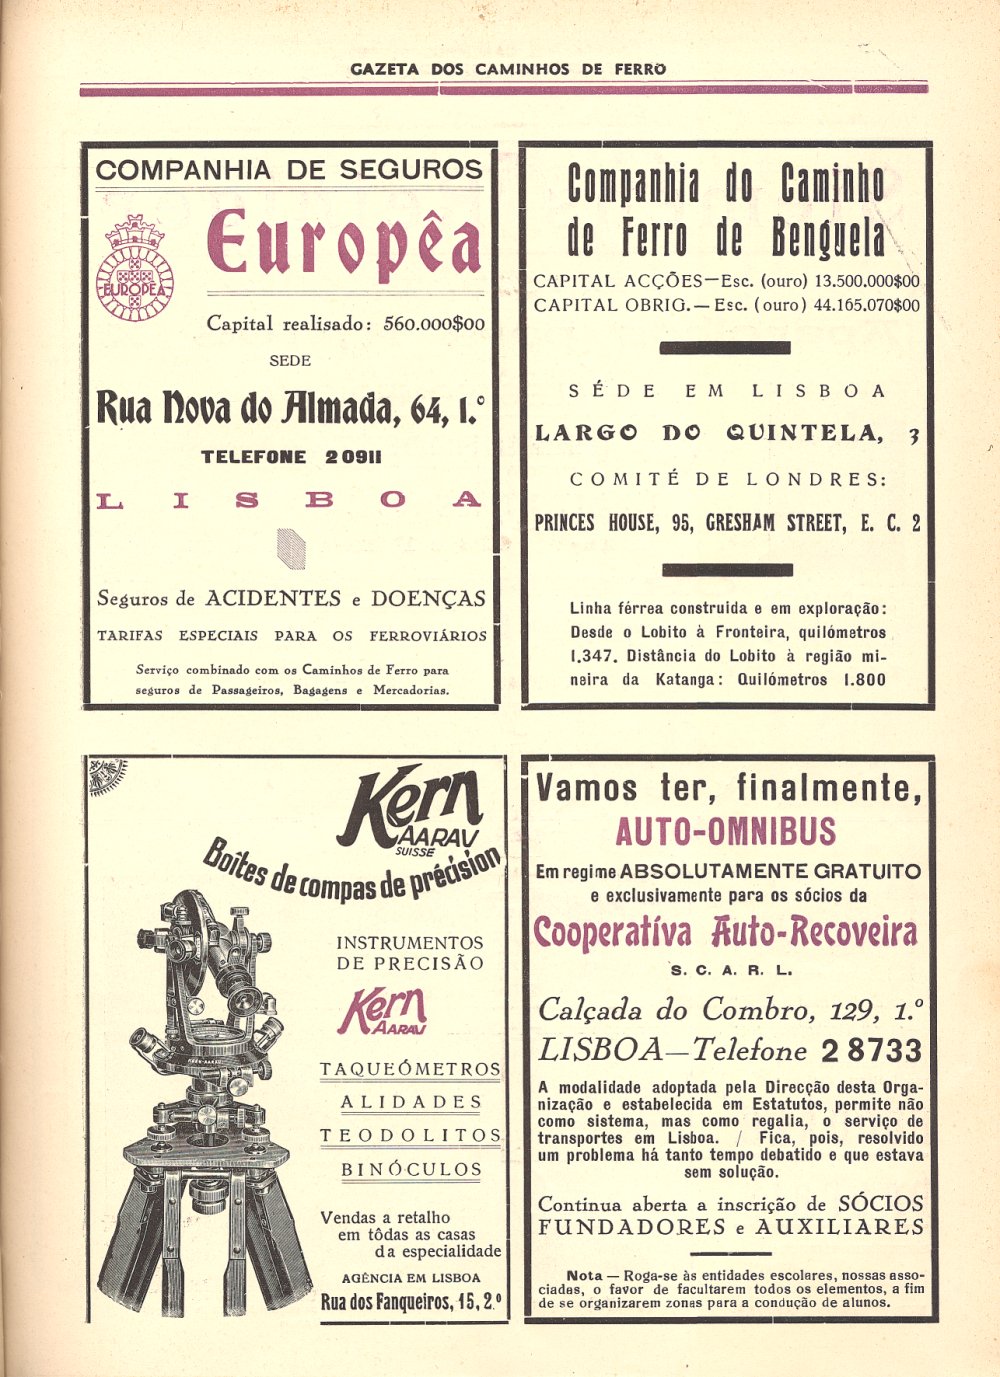 GAZETA DOS CAMINHOS DE FERRO
COMPANHIA DE SEGUROS
Européa
EUROPÊA
Capital realisado: 560.000$00
SEDE
Rua Nova do Almada, 64, 1.º
TELEFONE 20911
LISBOA
Seguros de ACIDENTES e DOENÇAS
TARIFAS ESPECIAIS PARA OS FERROVIÁRIOS
Serviço combinado com os Caminhos de Ferro para
seguros de Passageiros, Bagagens e Mercadorias.
Companhia do Caminho
de Ferro de Benguela
CAPITAL ACÇÕES—Esc. (ouro) 13.500.000$00
CAPITAL OBRIG.—Esc. (ouro) 44.165.070$00
SÉDE EM LISBOA
LARGO DO QUINTELA, 3
COMITÉ DE LONDRES:
PRINCES HOUSE, 95, GRESHAM STREET, E. C. 2
Linha férrea construida e em exploração:
Desde o Lobito à Fronteira, quilómetros
1.347. Distância do Lobito à região mi-
neira da Katanga: Quilómetros 1.800
Kern
AARAU
SUISSE
Boîtes de compas de précision
INSTRUMENTOS
DE PRECISÃO
Kern
AARAU
TAQUEÓMETROS
ALIDADES
TEODOLITOS
BINÓCULOS
Vendas a retalho
em tôdas as casas
da especialidade
AGÊNCIA EM LISBOA
Rua dos Fanqueiros, 15, 2.º
Vamos ter, finalmente,
AUTO-OMNIBUS
Em regime ABSOLUTAMENTE GRATUITO
e exclusivamente para os sócios da
Cooperativa Auto-Recoveira
S. C. A. R. L.
Calçada do Combro, 129, 1.º
LISBOA—Telefone 2 8733
A modalidade adoptada pela Direcção desta Orga-
nização e estabelecida em Estatutos, permite não
como sistema, mas como regalia, o serviço de
transportes em Lisboa. / Fica, pois, resolvido
um problema há tanto tempo debatido e que estava
sem solução.
Contínua aberta a inscrição de SÓCIOS
FUNDADORES e AUXILIARES
Nota — Roga-se às entidades escolares, nossas asso-
ciadas, o favor de facultarem todos os elementos, a fim
de se organizarem zonas para a condução de alunos.